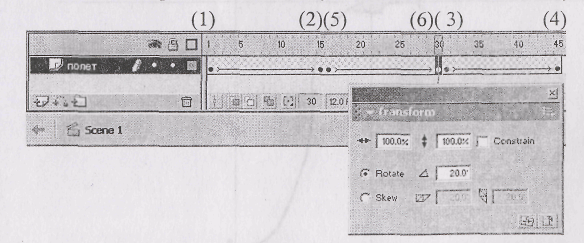 (1) (2)(5) (6)( 3) (4)
1 5 10 15 20 25 30 35 40 45
полет
30 12.0 f
Scene 1
Transform
100.0% 100.0% Constrain
Rotate 20.0°
Skew